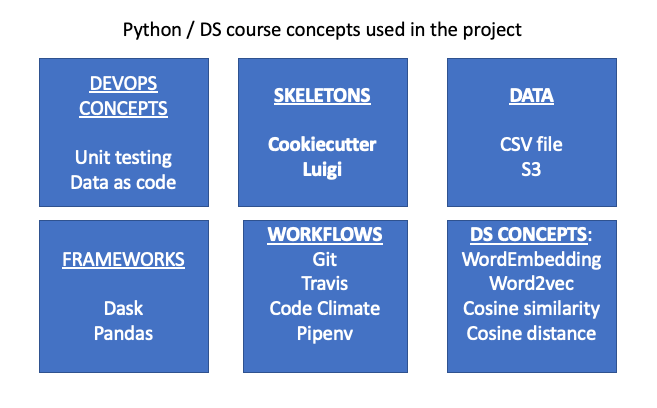 Python / DS course concepts used in the project
DEVOPS
CONCEPTS
Unit testing
Data as code
SKELETONS
Cookiecutter
Luigi
DATA
CSV file
S3
FRAMEWORKS
Dask
Pandas
WORKFLOWS
Git
Travis
Code Climate
Pipenv
DS CONCEPTS:
WordEmbedding
Word2vec
Cosine similarity
Cosine distance